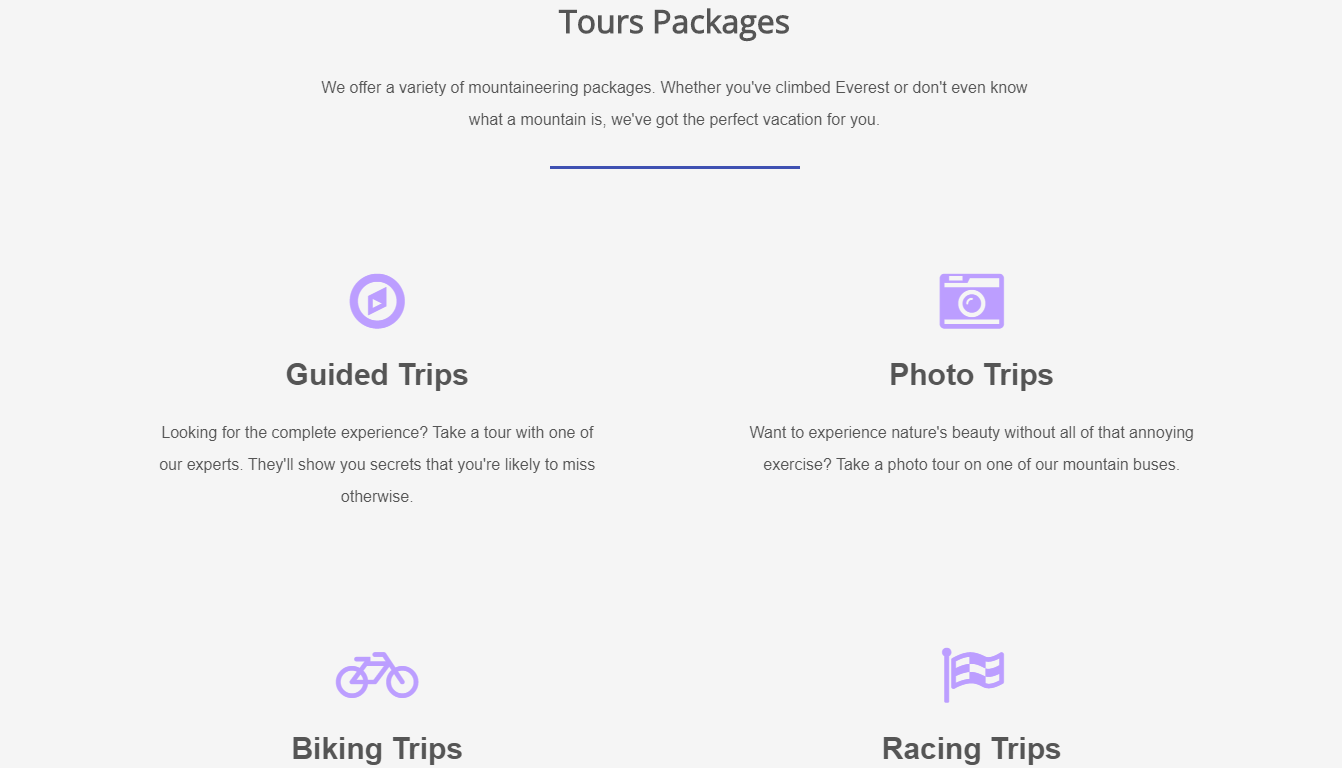 Tours Packages
We offer a variety of mountaineering packages. Whether you've climbed Everest or don't even know
what a mountain is, we've got the perfect vacation for you.
Guided Trips
Looking for the complete experience? Take a tour with one of
our experts. They'll show you secrets that you're likely to miss
otherwise.
Photo Trips
Want to experience nature's beauty without all of that annoying
exercise? Take a photo tour on one of our mountain buses.
Biking Trips
Racing Trips